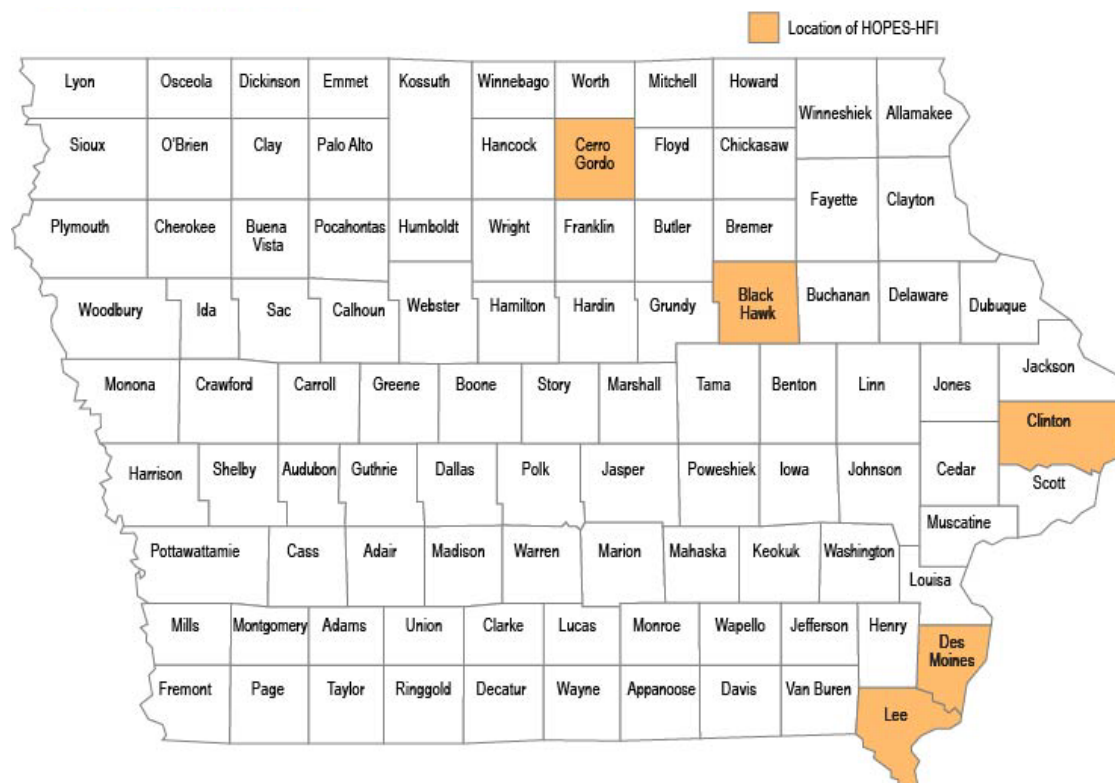 Location of HOPES-HFI
Lyon
Osceola
Dickinson
Emmet
Kossuth
Winnebago
Worth
Mitchell
Howard
Winneshiek
Allamakee
Sioux
O'Brien
Clay
Palo Alto
Hancock
Cerro
Gordo
Floyd
Chickasaw
Fayette
Clayton
Plymouth
Cherokee
Buena
Vista
Pocahontas
Humboldt
Wright
Franklin
Butler
Bremer
Woodbury
Ida
Sac
Calhoun
Webster
Hamilton
Hardin
Grundy
Black
Hawk
Buchanan
Delaware
Dubuque
Monona
Crawford
Carroll
Greene
Boone
Story
Marshall
Tama
Benton
Linn
Jones
Jackson
Clinton
Harrison
Shelby
Audubon
Guthrie
Dallas
Polk
Jasper
Poweshiek
Iowa
Johnson
Cedar
Scott
Muscatine
Pottawattamie
Cass
Adair
Madison
Warren
Marion
Mahaska
Keokuk
Washington
Louisa
Mills
Montgomery
Adams
Union
Clarke
Lucas
Monroe
Wapello
Jefferson
Henry
Des
Moines
Fremont
Page
Taylor
Ringgold
Decatur
Wayne
Appanoose
Davis
Van Buren
Lee